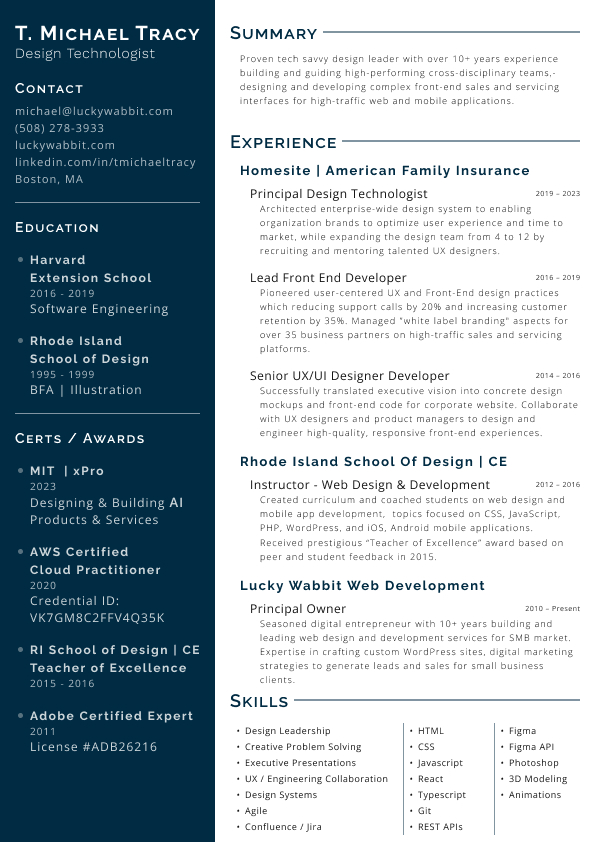 T. Michael Tracy
Design Technologist
Contact
michael@luckywabbit.com
(508) 278-3933
luckywabbit.com
linkedin.com/in/tmichaeltracy
Boston, MA
Education
• Harvard
Extension School
2016 - 2019
Software Engineering
• Rhode Island
School of Design
1995 - 1999
BFA | Illustration
Certs / Awards
• MIT | xPro
2023
Designing & Building AI
Products & Services
• AWS Certified
Cloud Practitioner
2020
Credential ID:
VK7GM8C2FFV4Q35K
• RI School of Design | CE
Teacher of Excellence
2015 - 2016
• Adobe Certified Expert
2011
License #ADB26216
Summary
Proven tech savvy design leader with over 10+ years experience
building and guiding high-performing cross-disciplinary teams,-
designing and developing complex front-end sales and servicing
interfaces for high-traffic web and mobile applications.
Experience
Homesite | American Family Insurance
Principal Design Technologist 2019 – 2023
Architected enterprise-wide design system to enabling
organization brands to optimize user experience and time to
market, while expanding the design team from 4 to 12 by
recruiting and mentoring talented UX designers.
Lead Front End Developer 2016 – 2019
Pioneered user-centered UX and Front-End design practices
which reducing support calls by 20% and increasing customer
retention by 35%. Managed "white label branding" aspects for
over 35 business partners on high-traffic sales and servicing
platforms.
Senior UX/UI Designer Developer 2014 – 2016
Successfully translated executive vision into concrete design
mockups and front-end code for corporate website. Collaborate
with UX designers and product managers to design and
engineer high-quality, responsive front-end experiences.
Rhode Island School Of Design | CE
Instructor - Web Design & Development 2012 – 2016
Created curriculum and coached students on web design and
mobile app development, topics focused on CSS, JavaScript,
PHP, WordPress, and iOS, Android mobile applications.
Received prestigious “Teacher of Excellence” award based on
peer and student feedback in 2015.
Lucky Wabbit Web Development
Principal Owner 2010 – Present
Seasoned digital entrepreneur with 10+ years building and
leading web design and development services for SMB market.
Expertise in crafting custom WordPress sites, digital marketing
strategies to generate leads and sales for small business
clients.
Skills
• Design Leadership
• Creative Problem Solving
• Executive Presentations
• UX / Engineering Collaboration
• Design Systems
• Agile
• Confluence / Jira
• HTML
• CSS
• Javascript
• React
• Typescript
• Git
• REST APIs
• Figma
• Figma API
• Photoshop
• 3D Modeling
• Animations